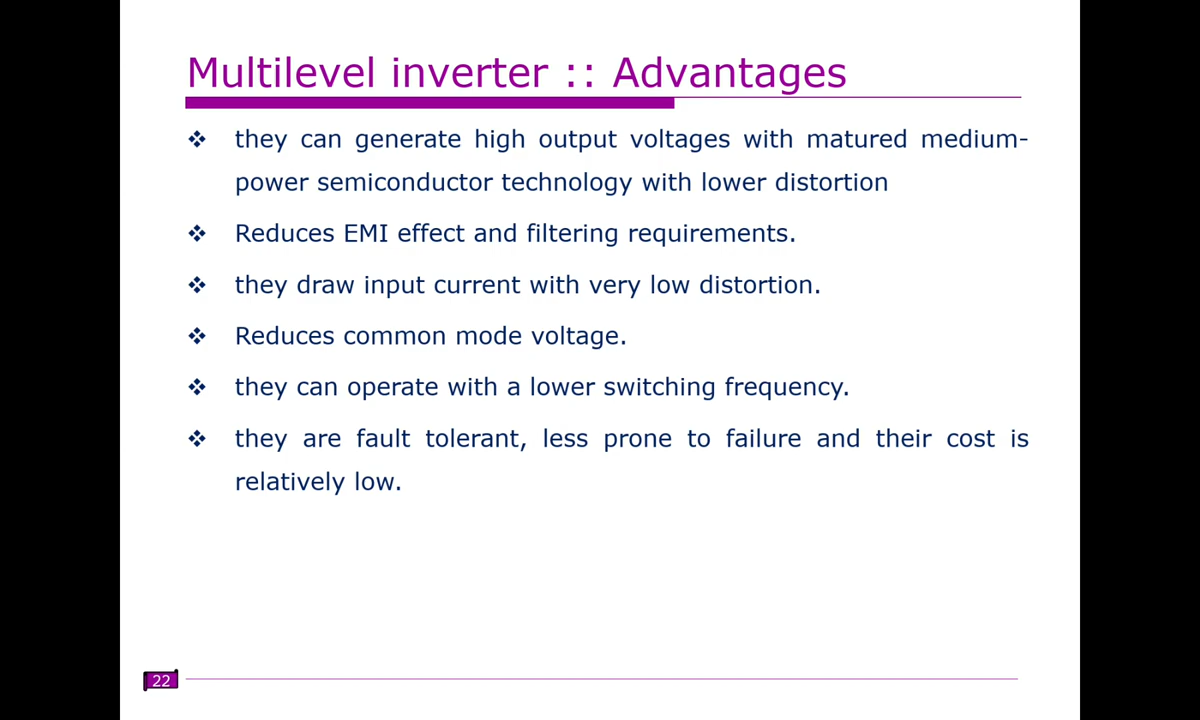 Multilevel inverter :: Advantages
❖ they can generate high output voltages with matured medium-
power semiconductor technology with lower distortion
❖ Reduces EMI effect and filtering requirements.
❖ they draw input current with very low distortion.
❖ Reduces common mode voltage.
❖ they can operate with a lower switching frequency.
❖ they are fault tolerant, less prone to failure and their cost is
relatively low.
22